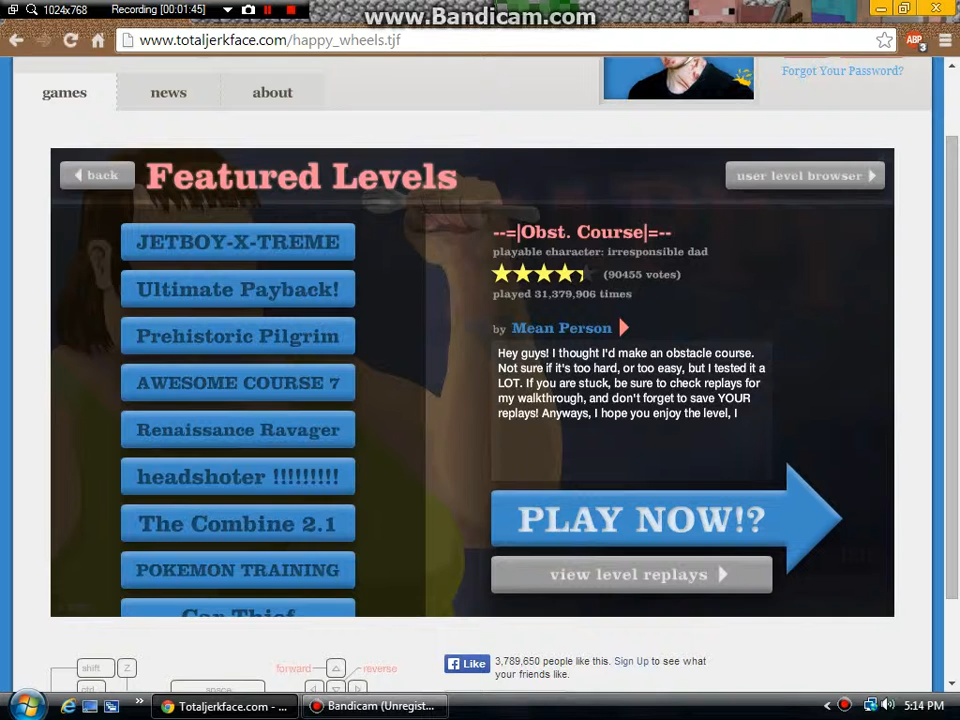 1024x768
Recording [00:01:45]
www.Bandicam.com
www.totaljerkface.com/happy_wheels.tjf
ABP
3
Forgot Your Password?
games
news
about
back
Featured Levels
user level browser
JETBOY-X-TREME
Ultimate Payback!
Prehistoric Pilgrim
AWESOME COURSE 7
Renaissance Ravager
headshoter !!!!!!!!!
The Combine 2.1
POKEMON TRAINING
Car Thief
--=|Obst. Course|=--
playable character: irresponsible dad
(90455 votes)
played 31,379,906 times
by Mean Person
Hey guys! I thought I'd make an obstacle course.
Not sure if it's too hard, or too easy, but I tested it a
LOT. If you are stuck, be sure to check replays for
my walkthrough, and don't forget to save YOUR
replays! Anyways, I hope you enjoy the level, I
PLAY NOW!?
view level replays
shift
Z
ctrl
space
forward
reverse
Like
3,789,650 people like this. Sign Up to see what
your friends like.
Totaljerkface.com - ...
Bandicam (Unregist...
5:14 PM